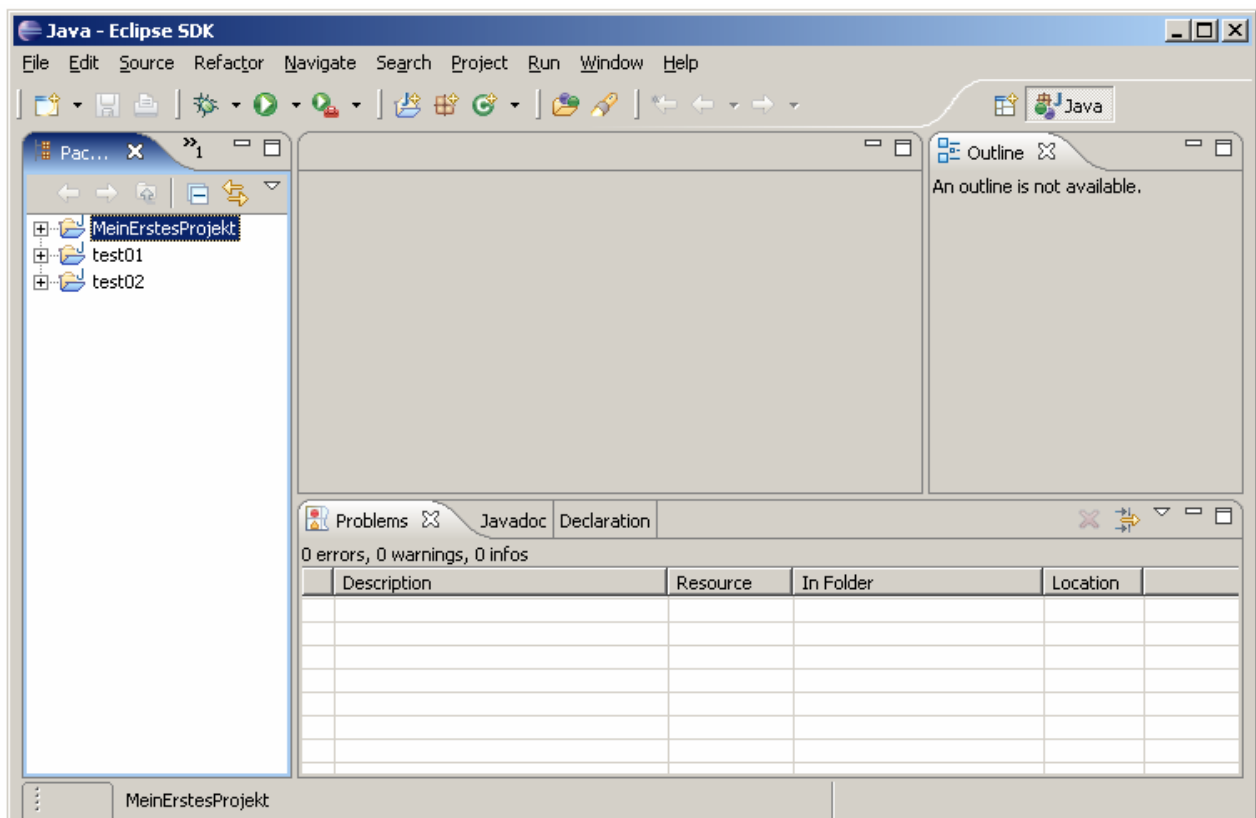 Java - Eclipse SDK
File Edit Source Refactor Navigate Search Project Run Window Help
Java
Pac... »1
Outline
An outline is not available.
MeinErstesProjekt
test01
test02
Problems Javadoc Declaration
0 errors, 0 warnings, 0 infos
Description Resource In Folder Location
MeinErstesProjekt